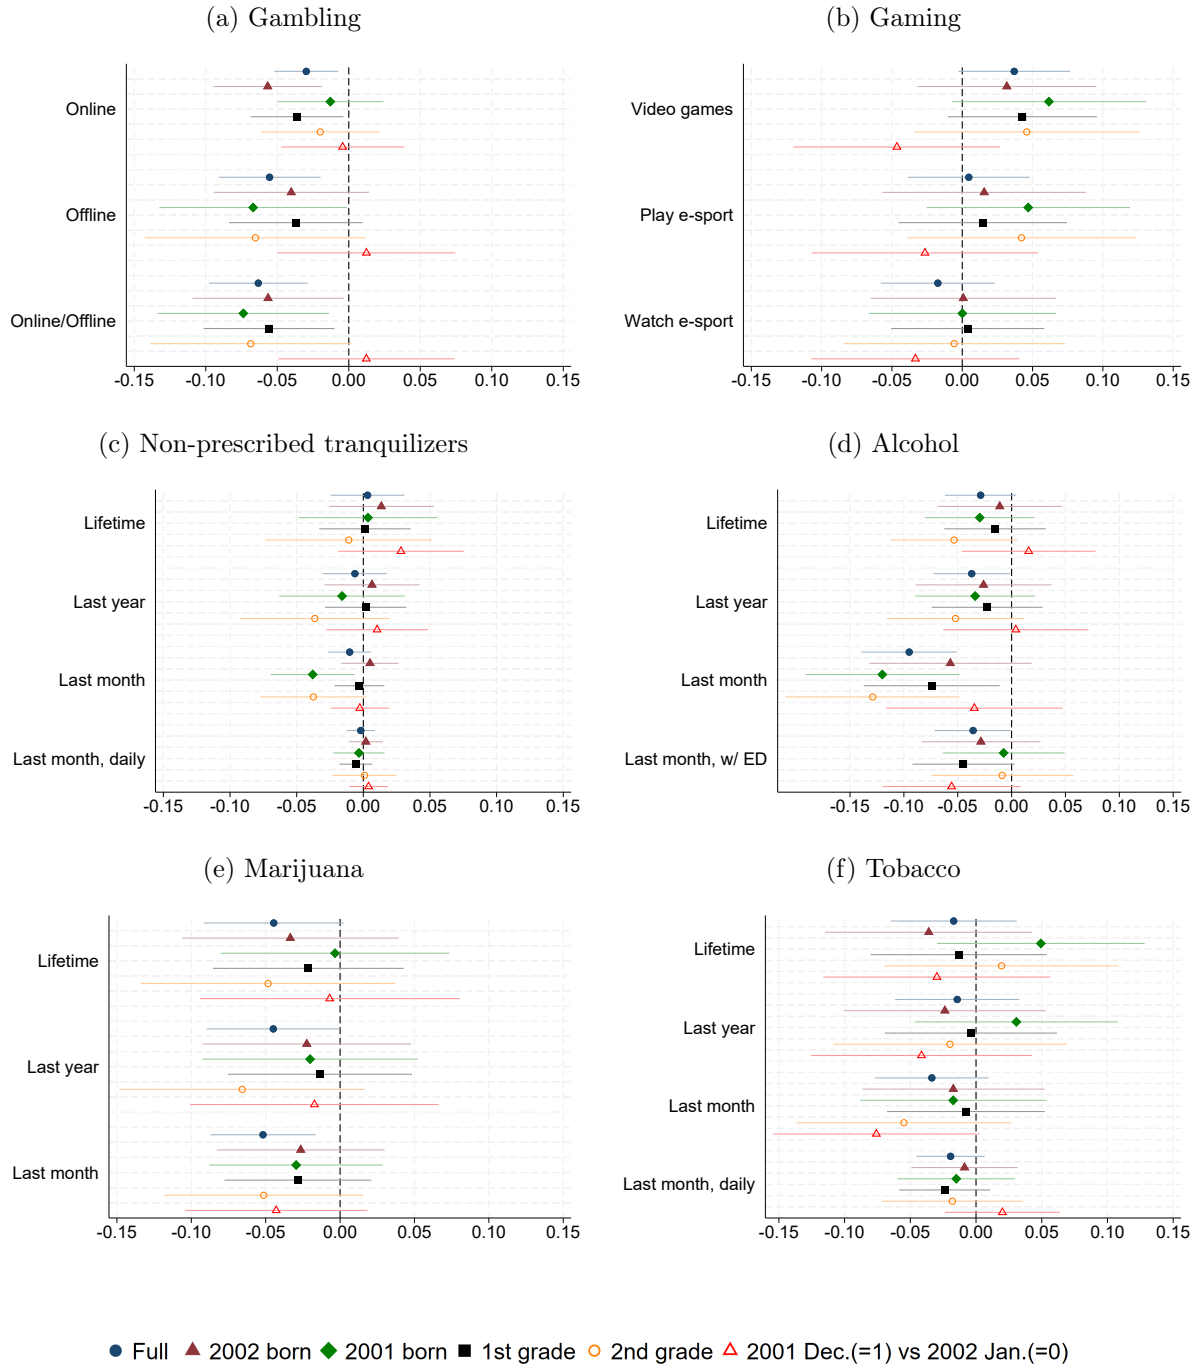 (a) Gambling
(b) Gaming
Online
Offline
Online/Offline
-0.15 -0.10 -0.05 0.00 0.05 0.10 0.15
Video games
Play e-sport
Watch e-sport
-0.15 -0.10 -0.05 0.00 0.05 0.10 0.15
(c) Non-prescribed tranquilizers
(d) Alcohol
Lifetime
Last year
Last month
Last month, daily
-0.15 -0.10 -0.05 0.00 0.05 0.10 0.15
Lifetime
Last year
Last month
Last month, w/ ED
-0.15 -0.10 -0.05 0.00 0.05 0.10 0.15
(e) Marijuana
(f) Tobacco
Lifetime
Last year
Last month
-0.15 -0.10 -0.05 0.00 0.05 0.10 0.15
Lifetime
Last year
Last month
Last month, daily
-0.15 -0.10 -0.05 0.00 0.05 0.10 0.15
Full 2002 born 2001 born 1st grade 2nd grade 2001 Dec.(=1) vs 2002 Jan.(=0)